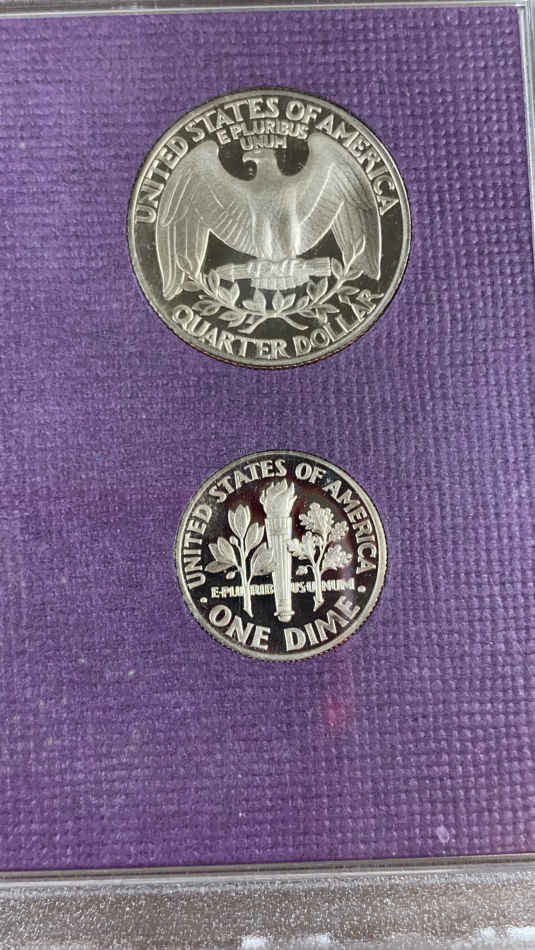 UNITED STATES OF AMERICA
E PLURIBUS
UNUM
QUARTER DOLLAR
UNITED STATES OF AMERICA
E·PLURIBUS·UNUM
ONE DIME